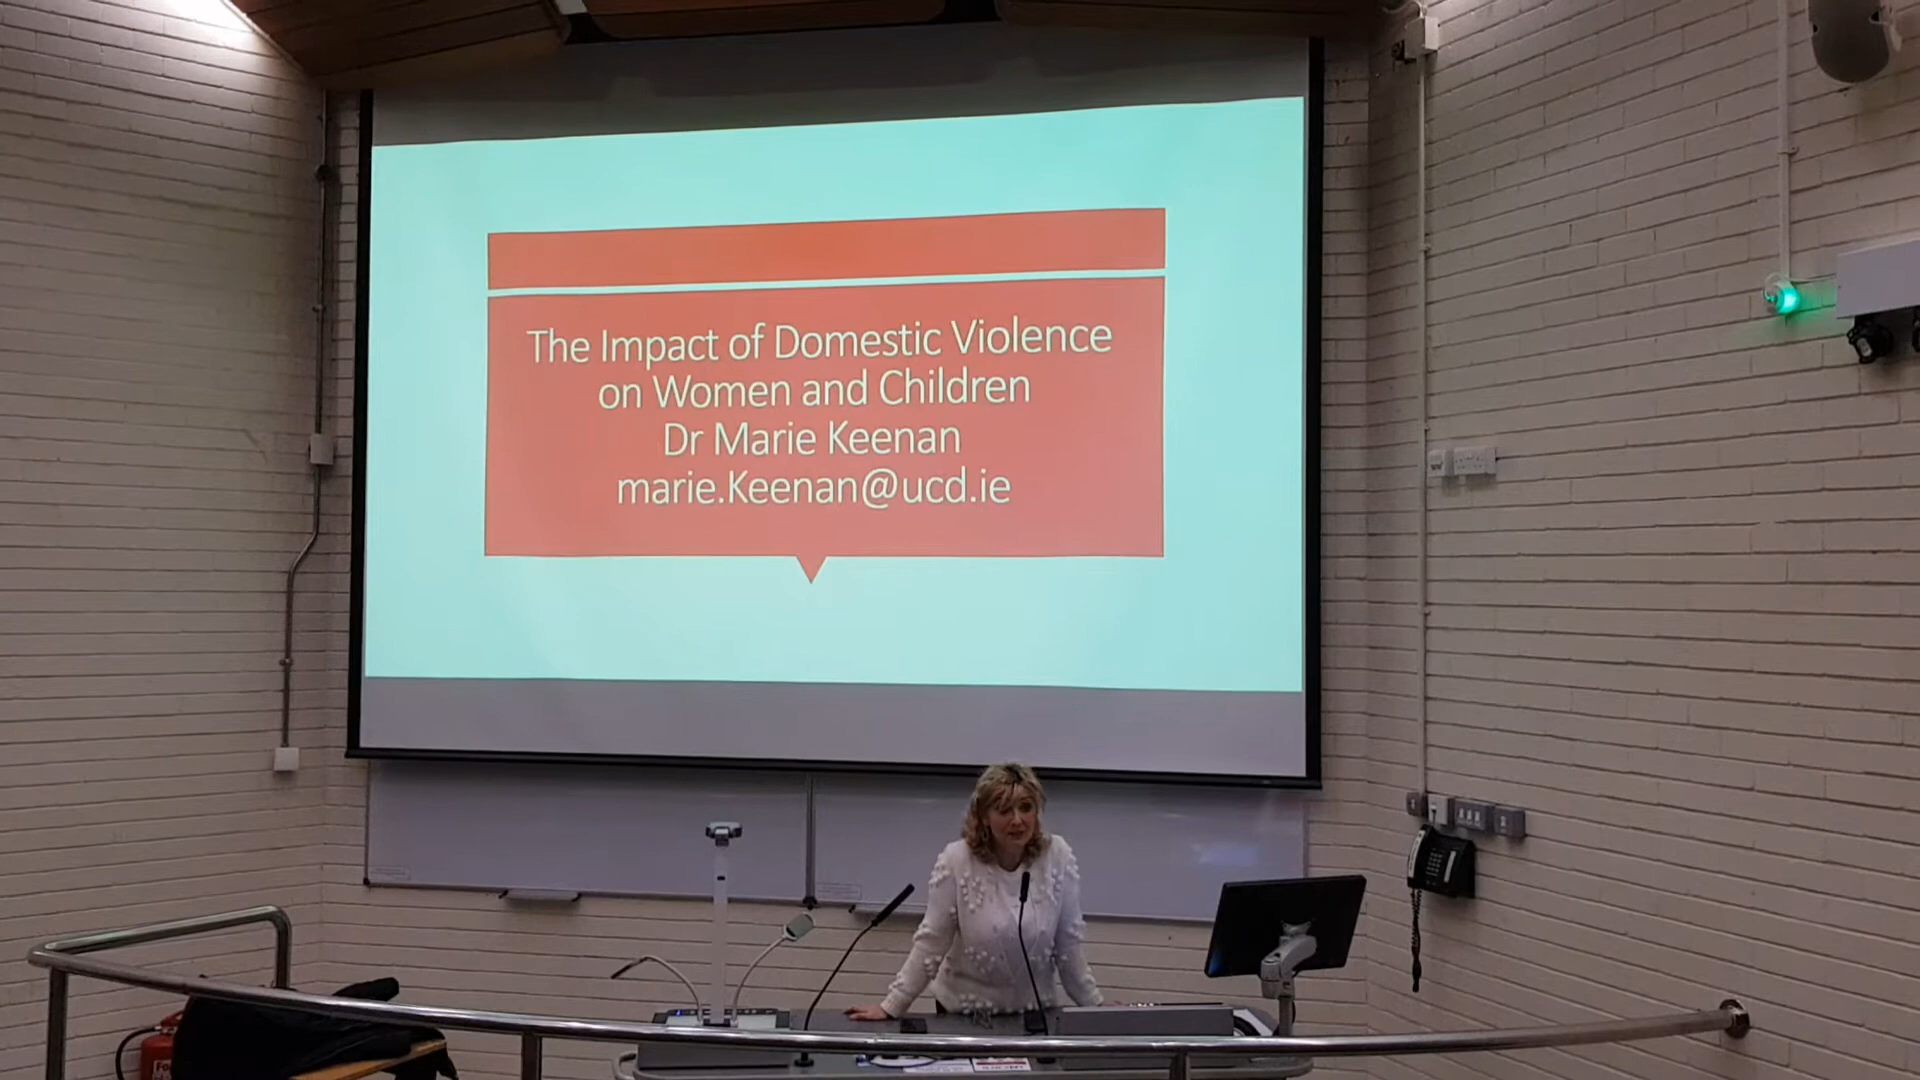 The Impact of Domestic Violence
on Women and Children
Dr Marie Keenan
marie.Keenan@ucd.ie